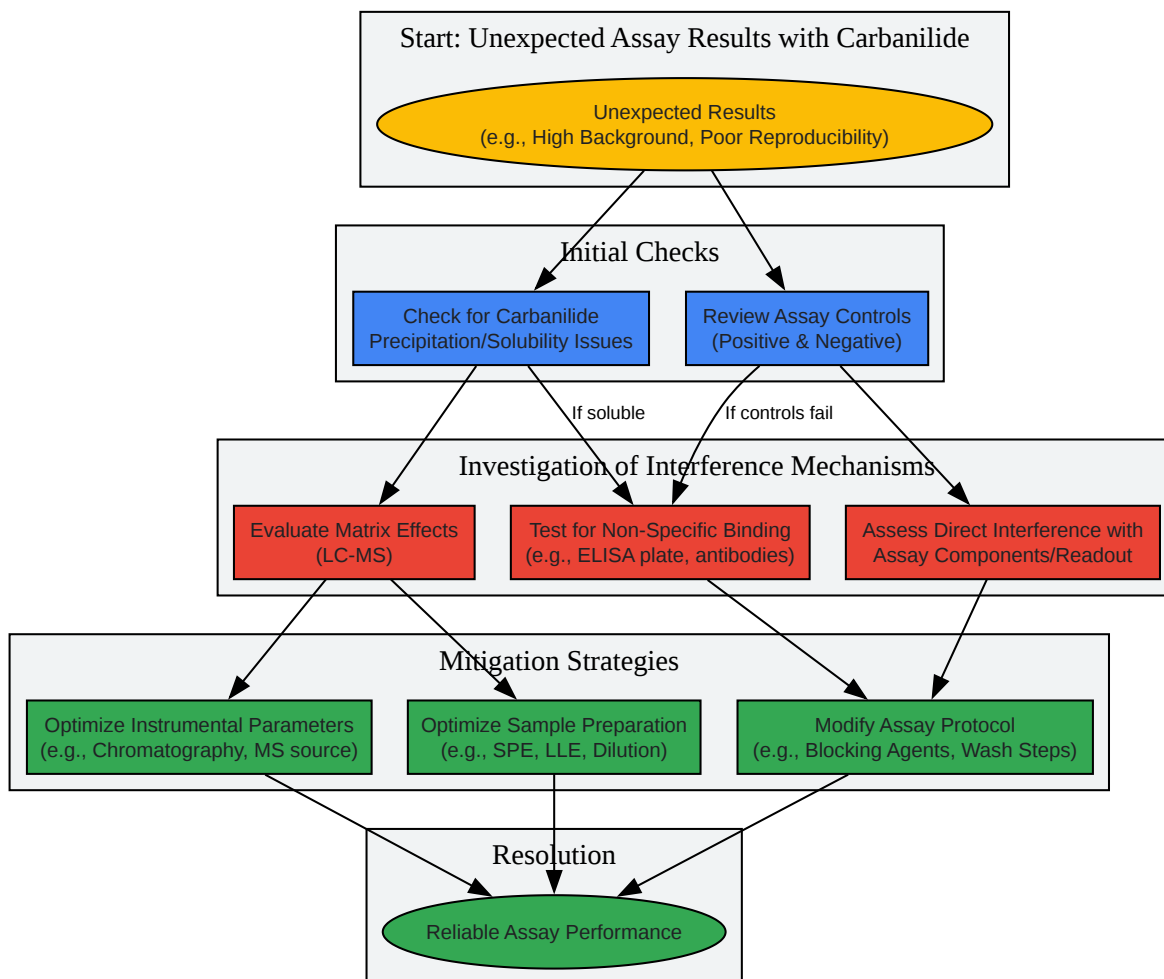 Start: Unexpected Assay Results with Carbanilide
Unexpected Results
(e.g., High Background, Poor Reproducibility)
Initial Checks
Check for Carbanilide
Precipitation/Solubility Issues
Review Assay Controls
(Positive & Negative)
If soluble
If controls fail
Investigation of Interference Mechanisms
Evaluate Matrix Effects
(LC-MS)
Test for Non-Specific Binding
(e.g., ELISA plate, antibodies)
Assess Direct Interference with
Assay Components/Readout
Mitigation Strategies
Optimize Instrumental Parameters
(e.g., Chromatography, MS source)
Optimize Sample Preparation
(e.g., SPE, LLE, Dilution)
Modify Assay Protocol
(e.g., Blocking Agents, Wash Steps)
Resolution
Reliable Assay Performance